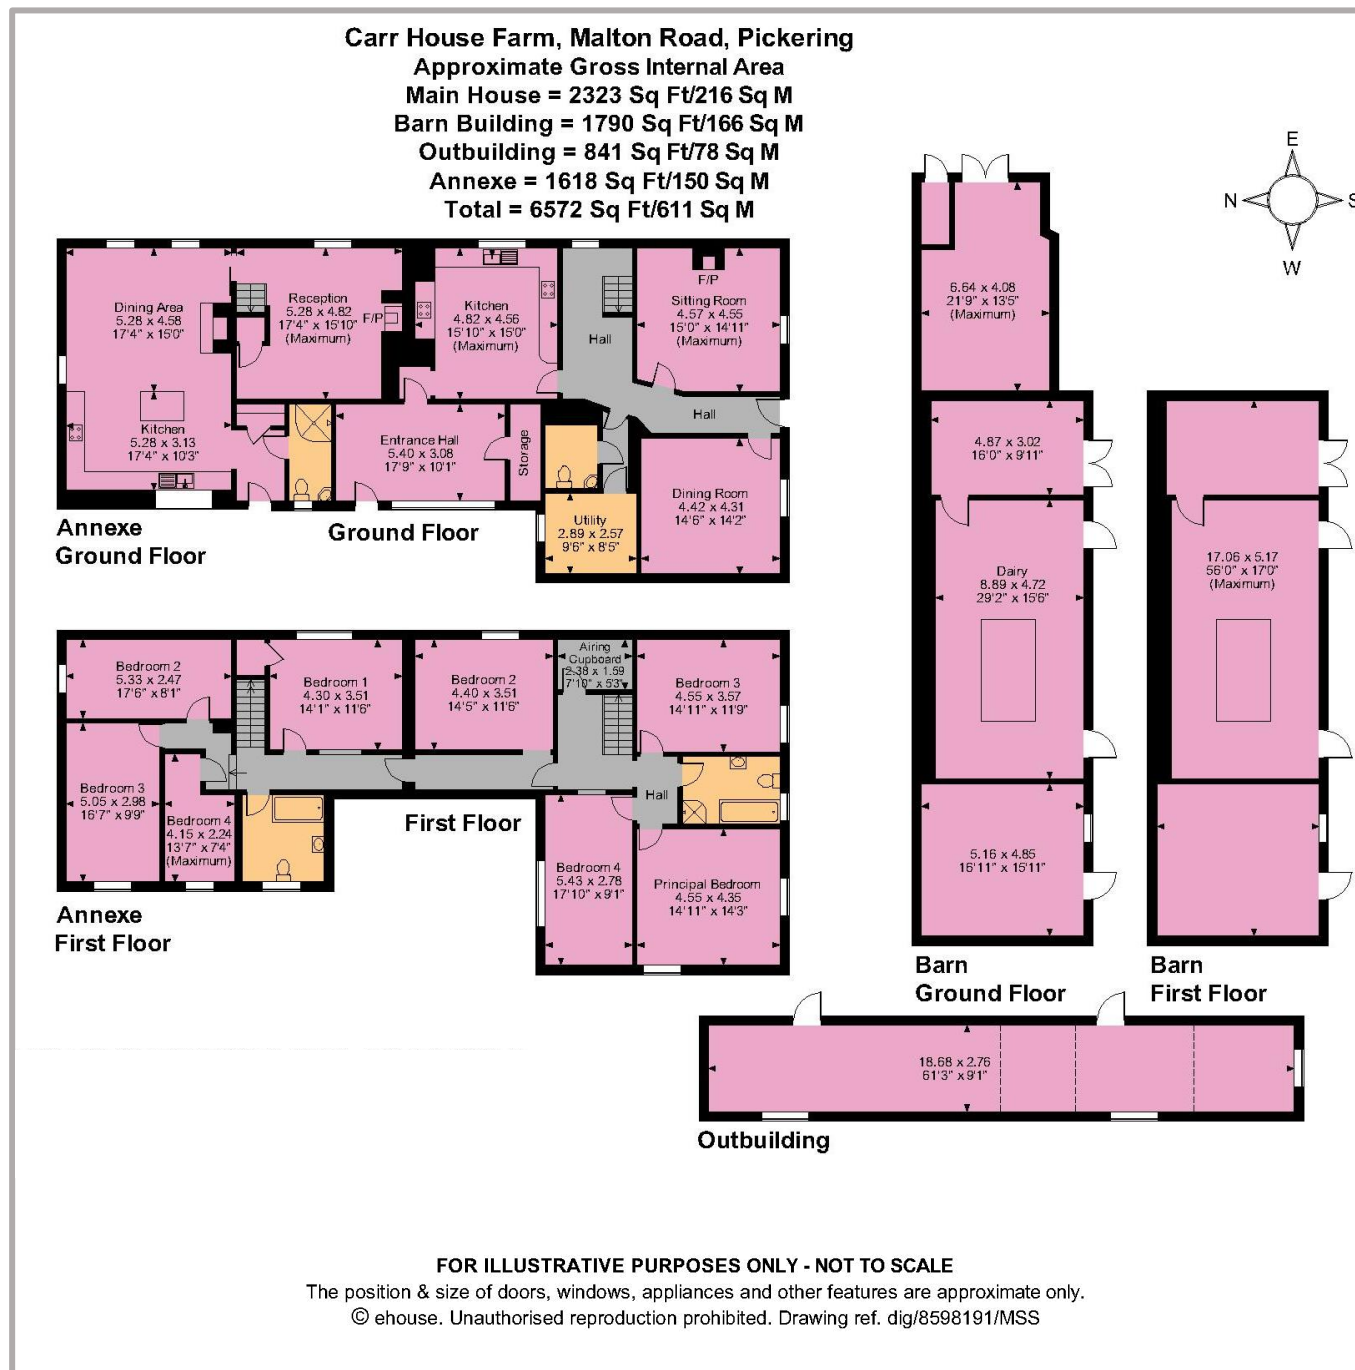 Carr House Farm, Malton Road, Pickering
Approximate Gross Internal Area
Main House = 2323 Sq Ft/216 Sq M
Barn Building = 1790 Sq Ft/166 Sq M
Outbuilding = 841 Sq Ft/78 Sq M
Annexe = 1618 Sq Ft/150 Sq M
Total = 6572 Sq Ft/611 Sq M
E
N
S
W
Dining Area
5.28 x 4.58
17'4" x 15'0"
Reception
5.28 x 4.82
17'4" x 15'10"
(Maximum)
F/P
Kitchen
4.82 x 4.56
15'10" x 15'0"
(Maximum)
Hall
F/P
Sitting Room
4.57 x 4.55
15'0" x 14'11"
(Maximum)
Hall
Kitchen
5.28 x 3.13
17'4" x 10'3"
Entrance Hall
5.40 x 3.08
17'9" x 10'1"
Storage
Utility
2.89 x 2.57
9'6" x 8'5"
Dining Room
4.42 x 4.31
14'6" x 14'2"
Annexe
Ground Floor
Ground Floor
Bedroom 2
5.33 x 2.47
17'6" x 8'1"
Bedroom 1
4.30 x 3.51
14'1" x 11'6"
Bedroom 2
4.40 x 3.51
14'5" x 11'6"
Airing
Cupboard
2.38 x 1.59
7'10" x 5'3"
Bedroom 3
4.55 x 3.57
14'11" x 11'9"
Bedroom 3
5.05 x 2.98
16'7" x 9'9"
Bedroom 4
4.15 x 2.24
13'7" x 7'4"
(Maximum)
Hall
Bedroom 4
5.43 x 2.78
17'10" x 9'1"
Principal Bedroom
4.55 x 4.35
14'11" x 14'3"
First Floor
Annexe
First Floor
6.64 x 4.08
21'9" x 13'5"
(Maximum)
4.87 x 3.02
16'0" x 9'11"
Dairy
8.89 x 4.72
29'2" x 15'6"
5.16 x 4.85
16'11" x 15'11"
Barn
Ground Floor
17.06 x 5.17
56'0" x 17'0"
(Maximum)
Barn
First Floor
18.68 x 2.76
61'3" x 9'1"
Outbuilding
FOR ILLUSTRATIVE PURPOSES ONLY - NOT TO SCALE
The position & size of doors, windows, appliances and other features are approximate only.
© ehouse. Unauthorised reproduction prohibited. Drawing ref. dig/8598191/MSS